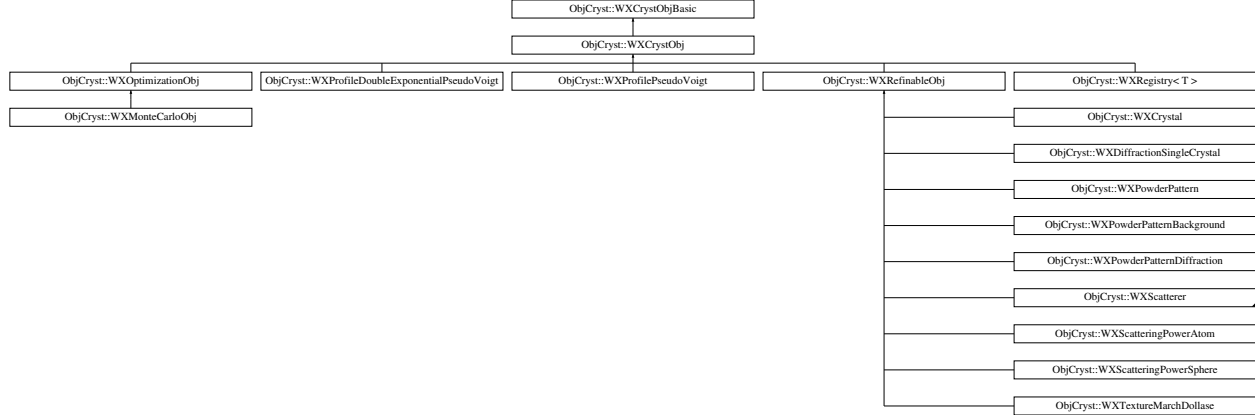 ObjCryst::WXCrystObjBasic
ObjCryst::WXCrystObj
ObjCryst::WXOptimizationObj
ObjCryst::WXProfileDoubleExponentialPseudoVoigt
ObjCryst::WXProfilePseudoVoigt
ObjCryst::WXRefinableObj
ObjCryst::WXRegistry< T >
ObjCryst::WXMonteCarloObj
ObjCryst::WXCrystal
ObjCryst::WXDiffractionSingleCrystal
ObjCryst::WXPowderPattern
ObjCryst::WXPowderPatternBackground
ObjCryst::WXPowderPatternDiffraction
ObjCryst::WXScatterer
ObjCryst::WXScatteringPowerAtom
ObjCryst::WXScatteringPowerSphere
ObjCryst::WXTextureMarchDollase